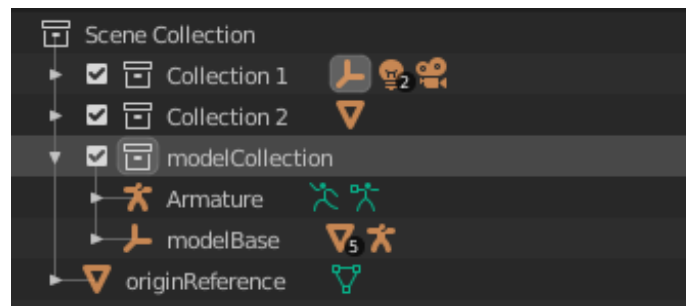 Scene Collection
Collection 1 2
Collection 2
modelCollection
Armature
modelBase 5
originReference